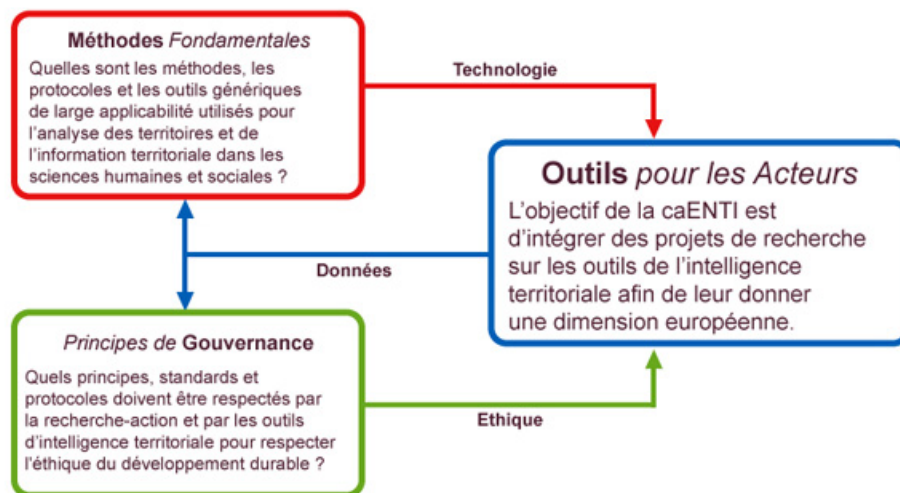 Méthodes Fondamentales
Quelles sont les méthodes, les
protocoles et les outils génériques
de large applicabilité utilisés pour
l'analyse des territoires et de
l'information territoriale dans les
sciences humaines et sociales ?
Technologie
Outils pour les Acteurs
L'objectif de la caENTI est
d'intégrer des projets de recherche
sur les outils de l'intelligence
territoriale afin de leur donner
une dimension européenne.
Données
Principes de Gouvernance
Quels principes, standards et
protocoles doivent être respectés par
la recherche-action et par les outils
d'intelligence territoriale pour respecter
l'éthique du développement durable ?
Ethique